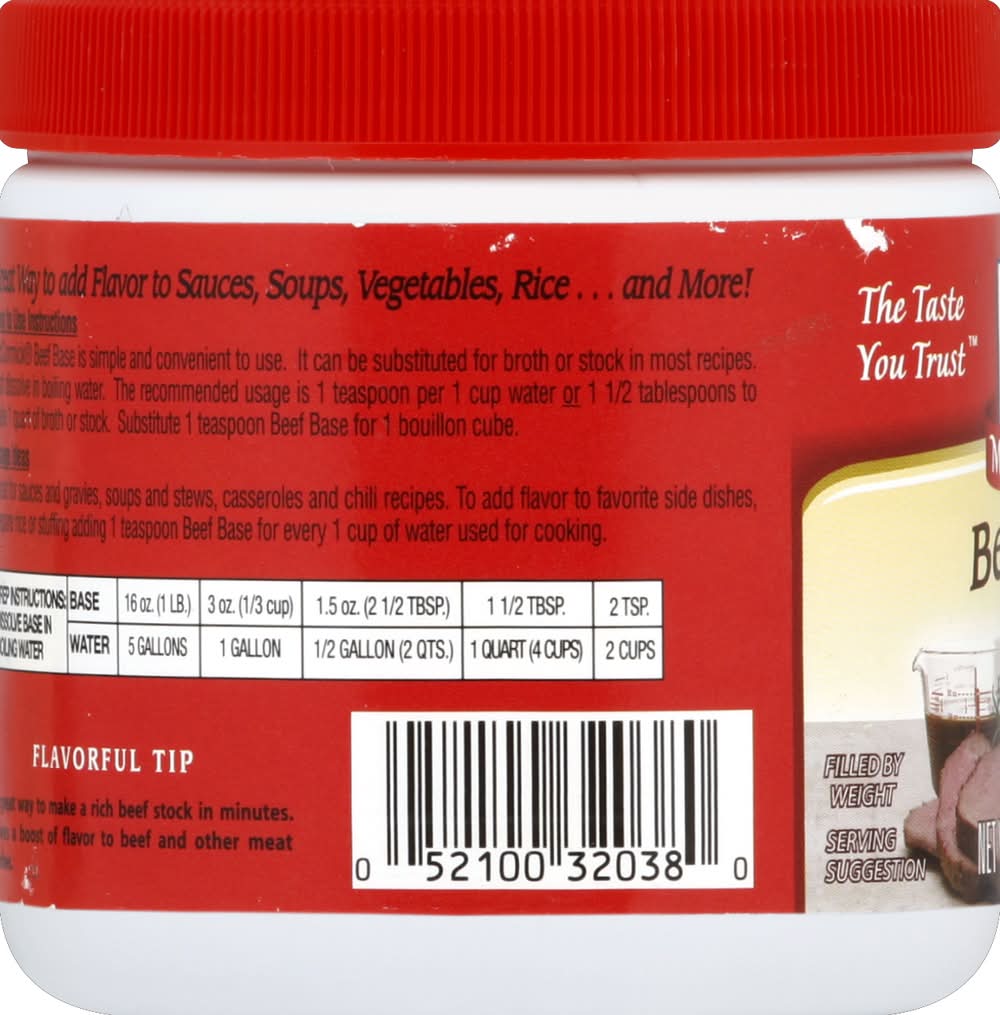 Way to add Flavor to Sauces, Soups, Vegetables, Rice . . . and More!
to Use Instructions
Beef Base is simple and convenient to use. It can be substituted for broth or stock in most recipes.
dissolve in boiling water. The recommended usage is 1 teaspoon per 1 cup water or 1 1/2 tablespoons to
1 quart of broth or stock. Substitute 1 teaspoon Beef Base for 1 bouillon cube.
Ideas
for sauces and gravies, soups and stews, casseroles and chili recipes. To add flavor to favorite side dishes,
rice or stuffing adding 1 teaspoon Beef Base for every 1 cup of water used for cooking.
INSTRUCTIONS: BASE 16 oz. (1 LB.) 3 oz. (1/3 cup) 1.5 oz. (2 1/2 TBSP.) 1 1/2 TBSP. 2 TSP.
BASE IN
WATER WATER 5 GALLONS 1 GALLON 1/2 GALLON (2 QTS.) 1 QUART (4 CUPS) 2 CUPS
FLAVORFUL TIP
great way to make a rich beef stock in minutes.
a boost of flavor to beef and other meat
0 52100 32038 0
The Taste
You Trust™
Be
FILLED BY
WEIGHT
SERVING
SUGGESTION
NET